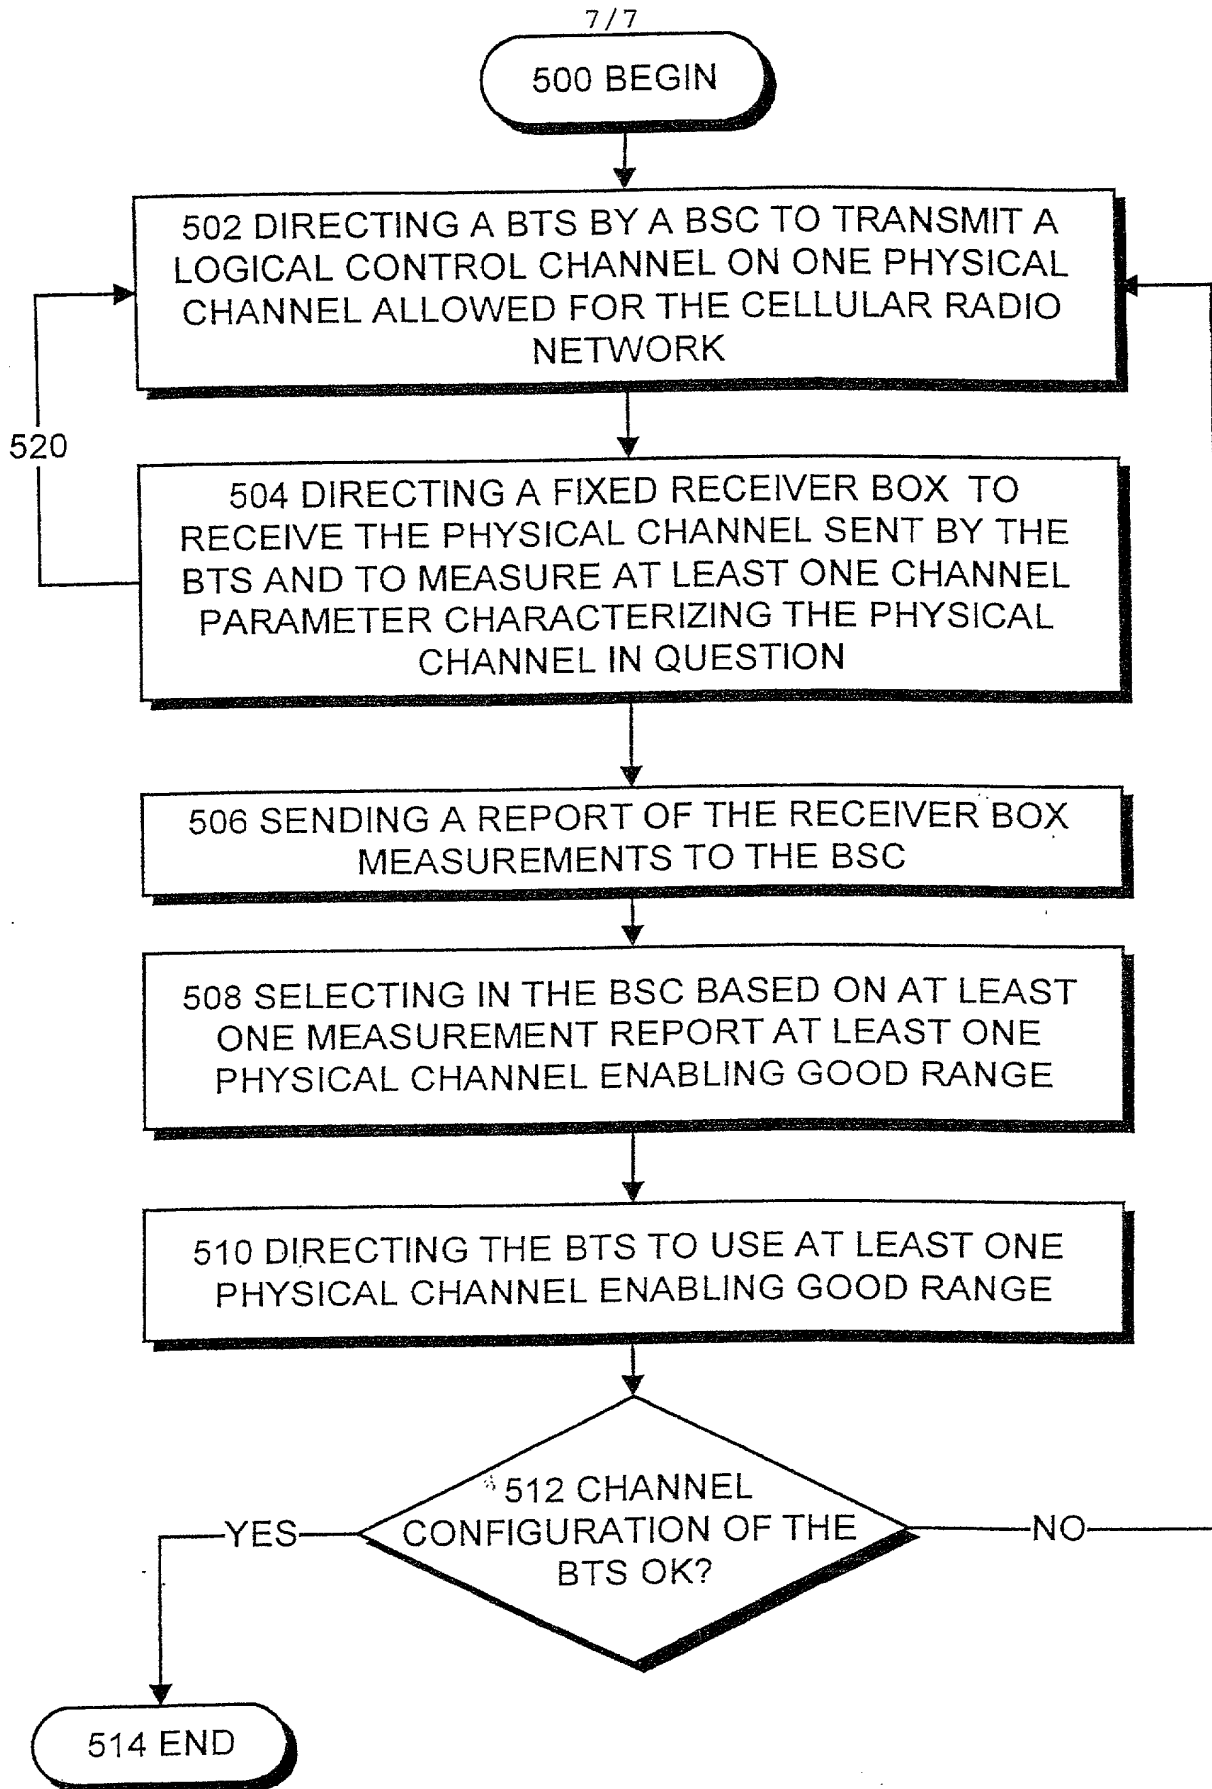 7/7
500 BEGIN
502 DIRECTING A BTS BY A BSC TO TRANSMIT A
LOGICAL CONTROL CHANNEL ON ONE PHYSICAL
CHANNEL ALLOWED FOR THE CELLULAR RADIO
NETWORK
520
504 DIRECTING A FIXED RECEIVER BOX TO
RECEIVE THE PHYSICAL CHANNEL SENT BY THE
BTS AND TO MEASURE AT LEAST ONE CHANNEL
PARAMETER CHARACTERIZING THE PHYSICAL
CHANNEL IN QUESTION
506 SENDING A REPORT OF THE RECEIVER BOX
MEASUREMENTS TO THE BSC
508 SELECTING IN THE BSC BASED ON AT LEAST
ONE MEASUREMENT REPORT AT LEAST ONE
PHYSICAL CHANNEL ENABLING GOOD RANGE
510 DIRECTING THE BTS TO USE AT LEAST ONE
PHYSICAL CHANNEL ENABLING GOOD RANGE
512 CHANNEL
CONFIGURATION OF THE
BTS OK?
YES
NO
514 END